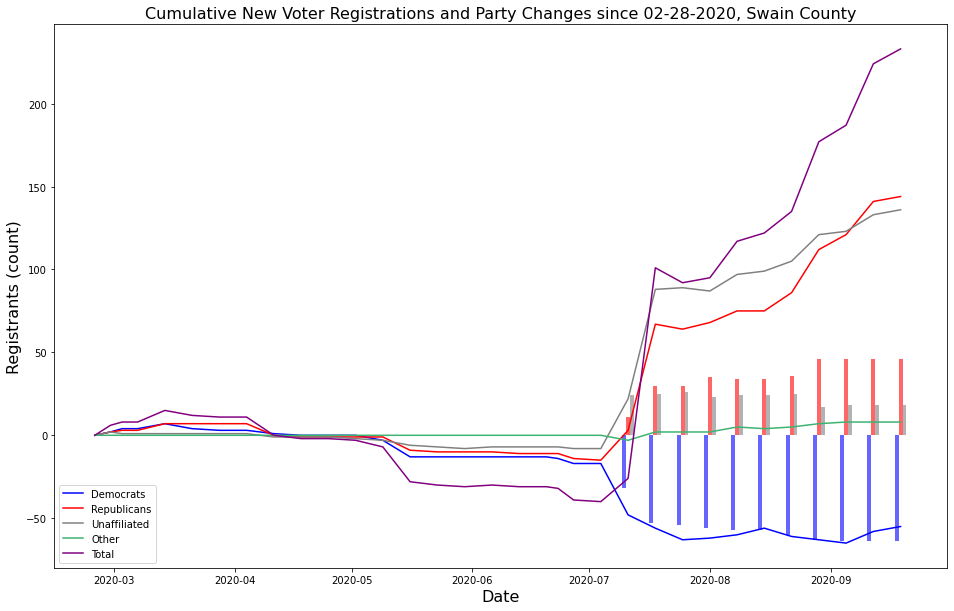 Cumulative New Voter Registrations and Party Changes since 02-28-2020, Swain County
Registrants (count)
200
150
100
50
0
−50
Democrats
Republicans
Unaffiliated
Other
Total
2020-03 2020-04 2020-05 2020-06 2020-07 2020-08 2020-09
Date